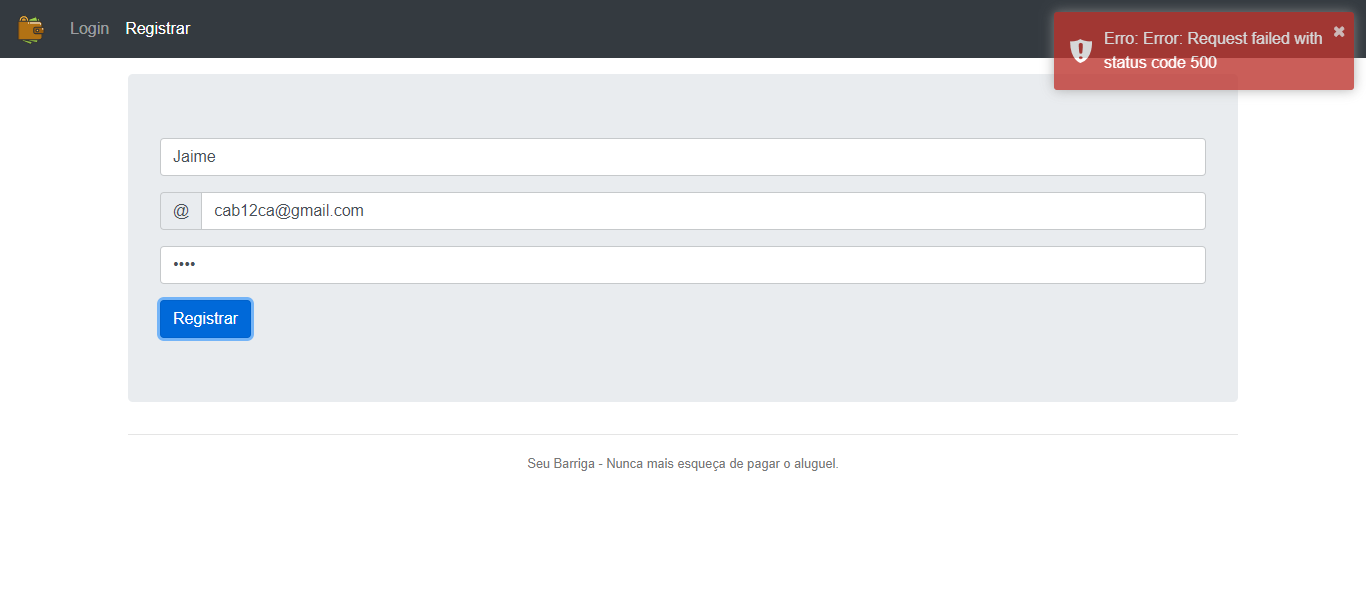 Login Registrar
Erro: Error: Request failed with
status code 500
Jaime
@ cab12ca@gmail.com
••••
Registrar
Seu Barriga - Nunca mais esqueça de pagar o aluguel.